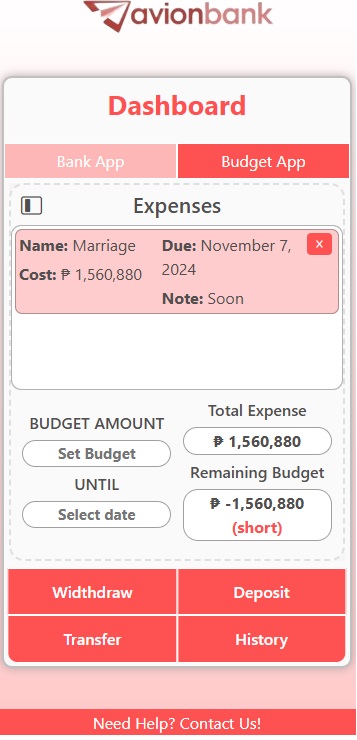 avionbank
Dashboard
Bank App
Budget App
Expenses
Name: Marriage
Cost: ₱ 1,560,880
Due: November 7,
2024
Note: Soon
x
BUDGET AMOUNT
Set Budget
UNTIL
Select date
Total Expense
₱ 1,560,880
Remaining Budget
₱ -1,560,880
(short)
Widthdraw
Deposit
Transfer
History
Need Help? Contact Us!